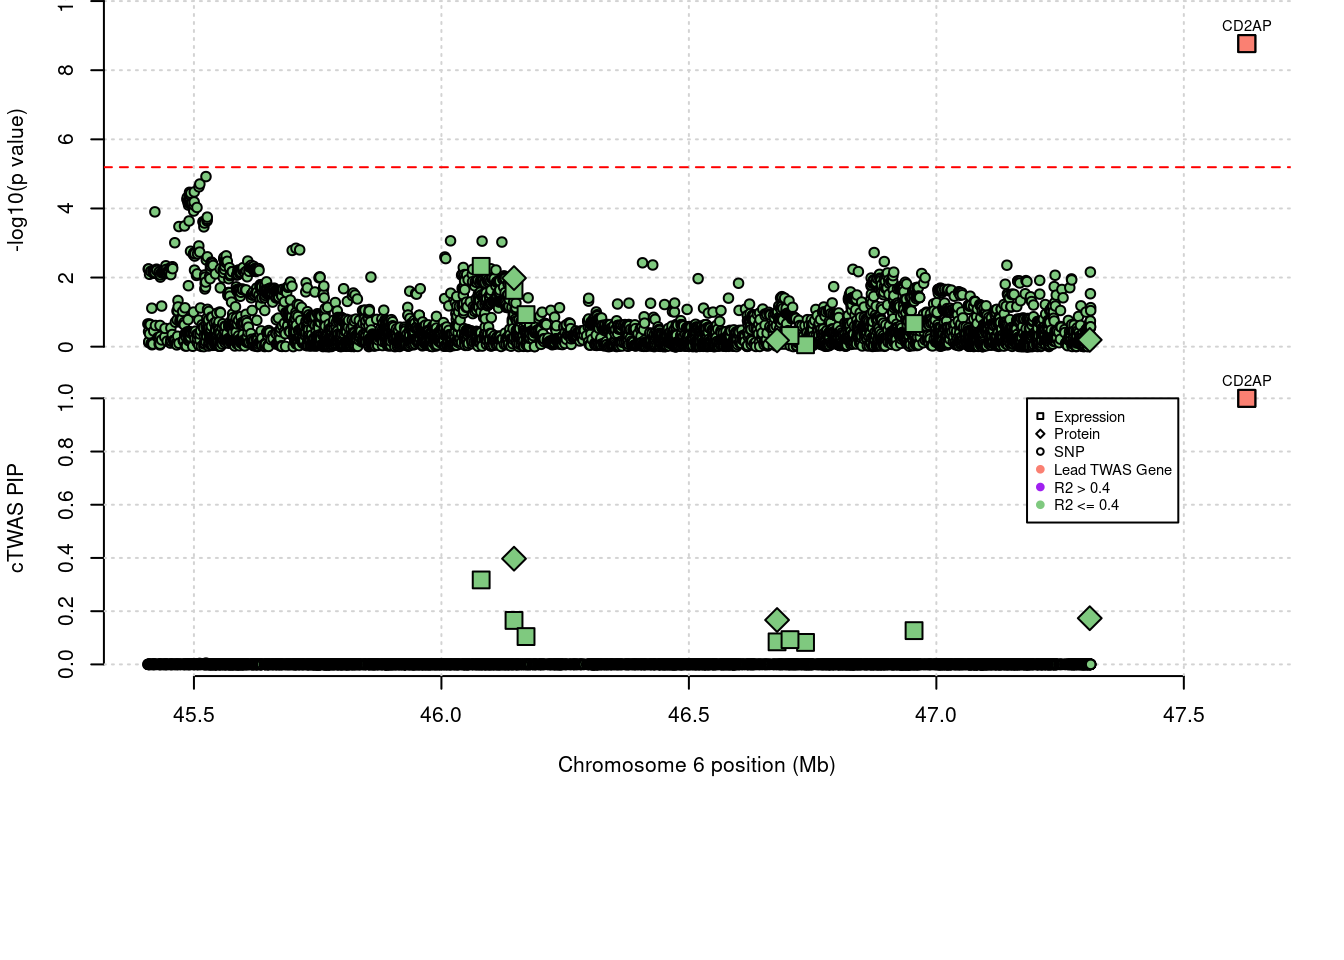 CD2AP
-log10(p value)
1
8
6
4
2
0
CD2AP
cTWAS PIP
1.0
0.8
0.6
0.4
0.2
0.0
Expression
Protein
SNP
Lead TWAS Gene
R2 > 0.4
R2 <= 0.4
45.5 46.0 46.5 47.0 47.5
Chromosome 6 position (Mb)